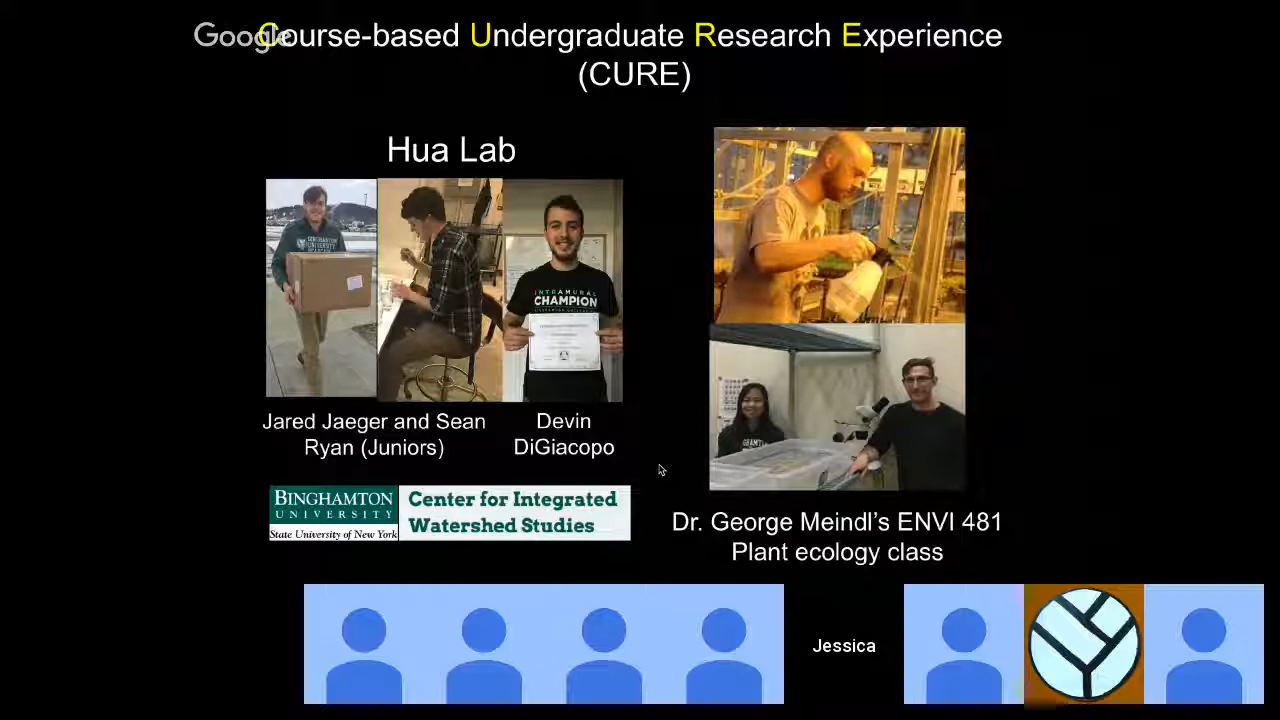 Google
Course-based Undergraduate Research Experience
(CURE)
Hua Lab
BINGHAMTON
UNIVERSITY
INTRAMURAL
CHAMPION
Jared Jaeger and Sean
Ryan (Juniors)
Devin
DiGiacopo
BINGHAMTON
UNIVERSITY
State University of New York
Center for Integrated
Watershed Studies
Dr. George Meindl's ENVI 481
Plant ecology class
Jessica